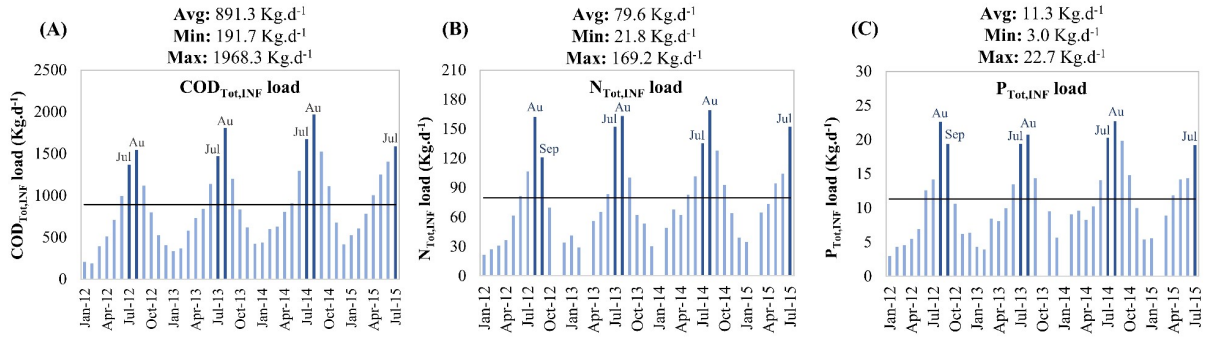 (A)
Avg: 891.3 Kg.d-1
Min: 191.7 Kg.d-1
Max: 1968.3 Kg.d-1
CODTot,INF load
CODTot,INF load (Kg.d-1)
2500
2000
1500
1000
500
0
Jul
Au
Jul
Au
Jul
Au
Jul
Jan-12
Apr-12
Jul-12
Oct-12
Jan-13
Apr-13
Jul-13
Oct-13
Jan-14
Apr-14
Jul-14
Oct-14
Jan-15
Apr-15
Jul-15
(B)
Avg: 79.6 Kg.d-1
Min: 21.8 Kg.d-1
Max: 169.2 Kg.d-1
NTot,INF load
NTot,INF load (Kg.d-1)
210
180
150
120
90
60
30
0
Au
Sep
Jul
Au
Jul
Au
Jul
Jan-12
Apr-12
Jul-12
Oct-12
Jan-13
Apr-13
Jul-13
Oct-13
Jan-14
Apr-14
Jul-14
Oct-14
Jan-15
Apr-15
Jul-15
(C)
Avg: 11.3 Kg.d-1
Min: 3.0 Kg.d-1
Max: 22.7 Kg.d-1
PTot,INF load
PTot,INF load (Kg.d-1)
30
25
20
15
10
5
0
Au
Sep
Jul
Au
Jul
Au
Jul
Jan-12
Apr-12
Jul-12
Oct-12
Jan-13
Apr-13
Jul-13
Oct-13
Jan-14
Apr-14
Jul-14
Oct-14
Jan-15
Apr-15
Jul-15